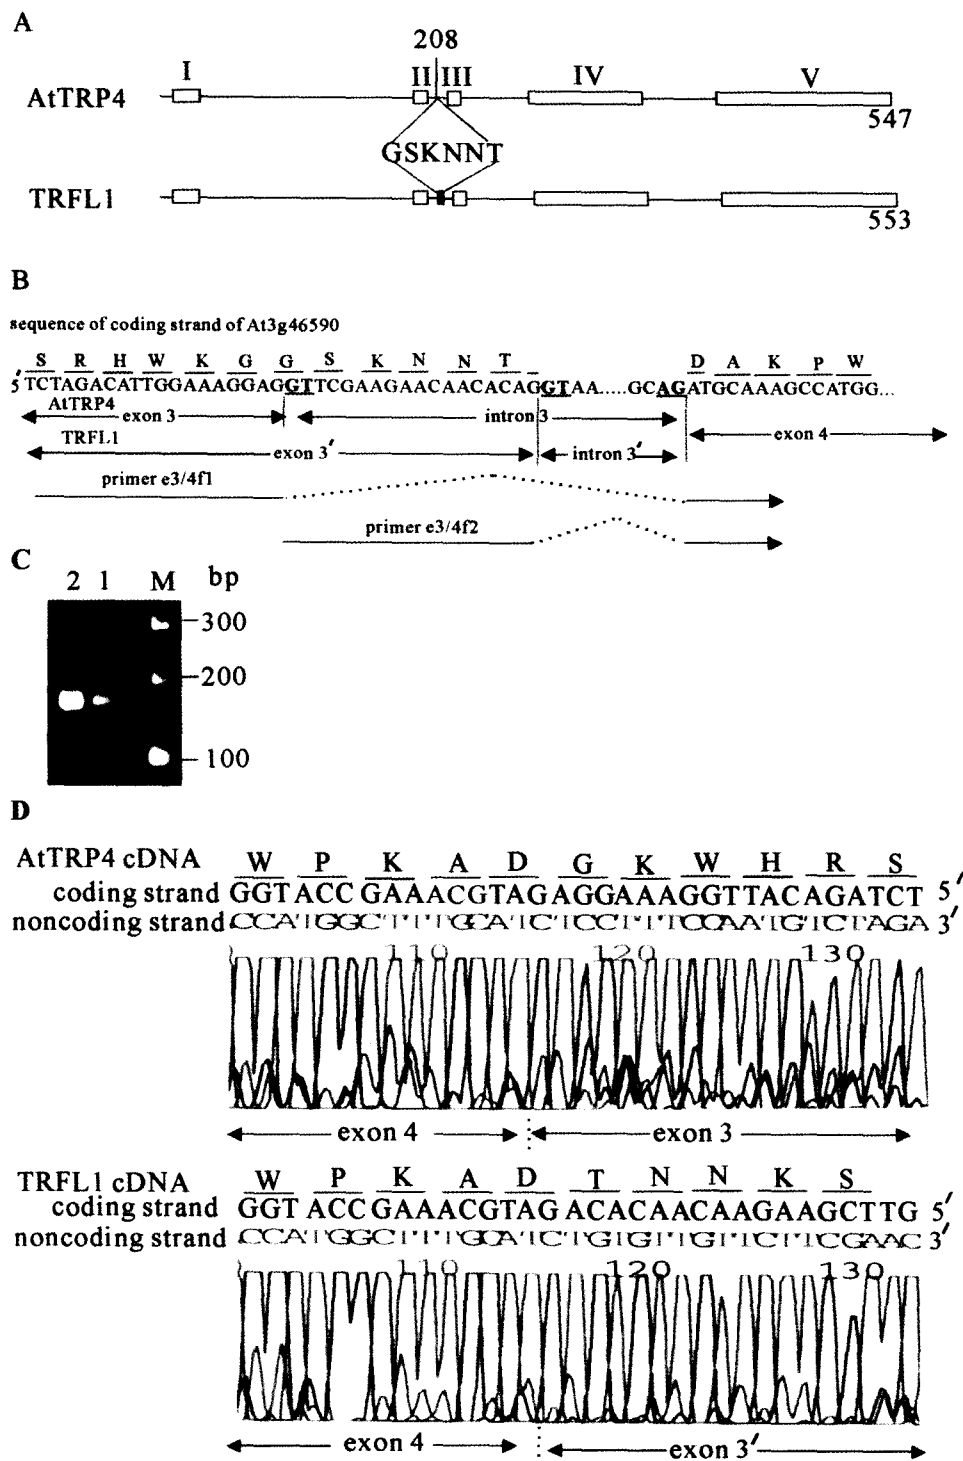 A
208
I II III IV V
AtTRP4
547
GSKNNT
TRFL1
553
B
sequence of coding strand of At3g46590
S R H W K G G S K N N T D A K P W
5' TCTAGACATTGGAAAGGAGGTTCGAAGAACAACACAGGTAA.....GCAGATGCAAAGCCATGG...
AtTRP4 exon 3 intron 3
TRFL1 exon 3' intron 3' exon 4
primer e3/4f1
primer e3/4f2
C
2 1 M bp
300
200
100
D
AtTRP4 cDNA W P K A D G K W H R S
coding strand GGTACCGAAACGTAGAGGAAAGGTTACAGATCT 5'
noncoding strand CCATGGCTTTGCATCTCCTTTCCAATGTCTAGA 3'
110 120 130
exon 4 exon 3
TRFL1 cDNA W P K A D T N N K S
coding strand GGTACCGAAACGTAGACACAACAAGAAGCTTG 5'
noncoding strand CCATGGCTTTGCATCTGTGTTGTTCTTCGAAC 3'
110 120 130
exon 4 exon 3'